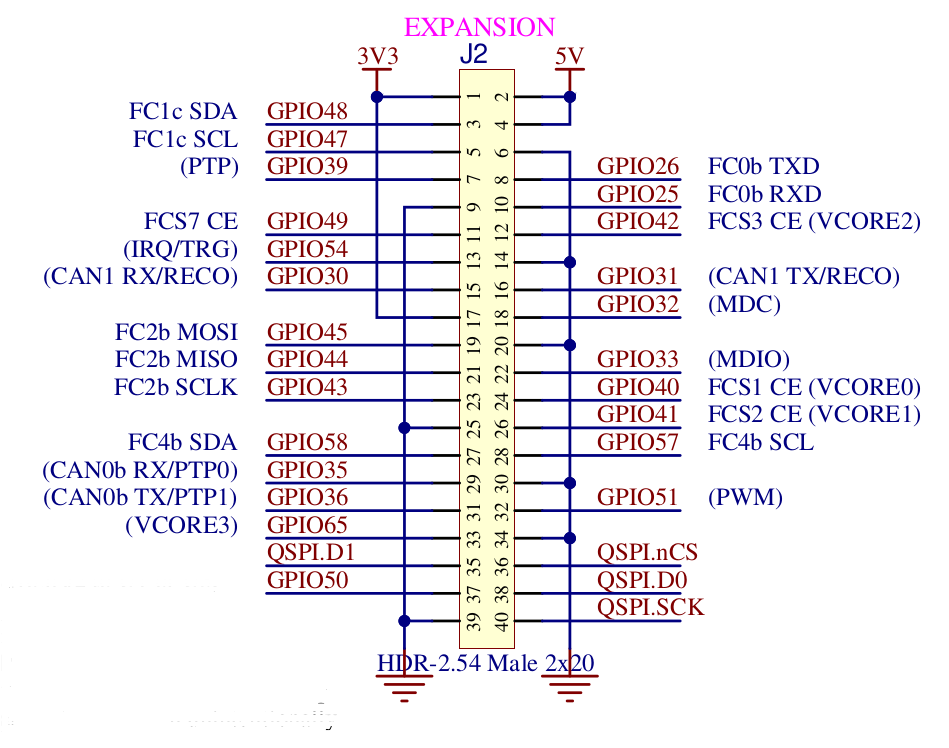 EXPANSION
J2
3V3 5V
1 2
FC1c SDA GPIO48 3 4
FC1c SCL GPIO47 5 6
(PTP) GPIO39 7 8 GPIO26 FC0b TXD
9 10 GPIO25 FC0b RXD
FCS7 CE GPIO49 11 12 GPIO42 FCS3 CE (VCORE2)
(IRQ/TRG) GPIO54 13 14
(CAN1 RX/RECO) GPIO30 15 16 GPIO31 (CAN1 TX/RECO)
17 18 GPIO32 (MDC)
FC2b MOSI GPIO45 19 20
FC2b MISO GPIO44 21 22 GPIO33 (MDIO)
FC2b SCLK GPIO43 23 24 GPIO40 FCS1 CE (VCORE0)
25 26 GPIO41 FCS2 CE (VCORE1)
FC4b SDA GPIO58 27 28 GPIO57 FC4b SCL
(CAN0b RX/PTP0) GPIO35 29 30
(CAN0b TX/PTP1) GPIO36 31 32 GPIO51 (PWM)
(VCORE3) GPIO65 33 34
QSPI.D1 35 36 QSPI.nCS
GPIO50 37 38 QSPI.D0
39 40 QSPI.SCK
HDR-2.54 Male 2x20